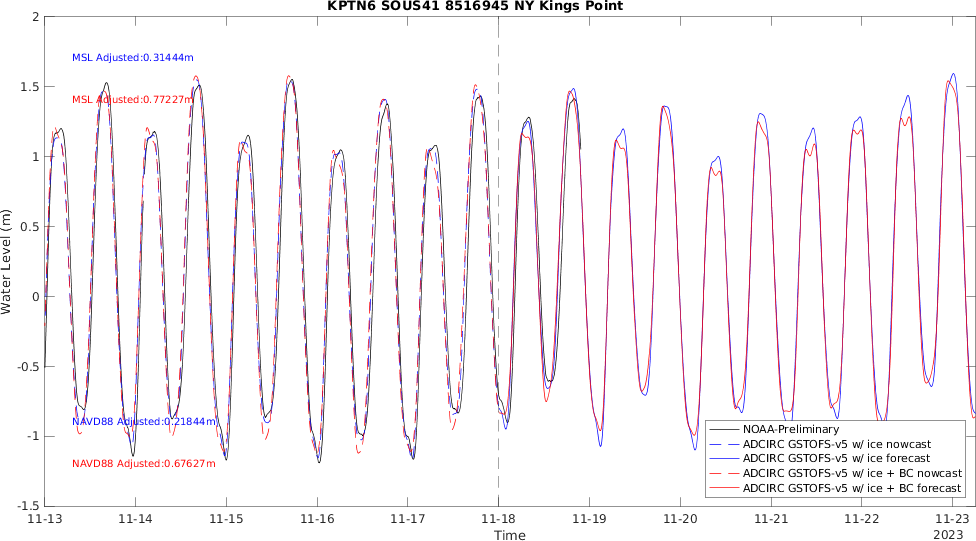 KPTN6 SOUS41 8516945 NY Kings Point
2
1.5
1
0.5
0
-0.5
-1
-1.5
Water Level (m)
MSL Adjusted:0.31444m
MSL Adjusted:0.77227m
NAVD88 Adjusted:0.21844m
NAVD88 Adjusted:0.67627m
NOAA-Preliminary
ADCIRC GSTOFS-v5 w/ ice nowcast
ADCIRC GSTOFS-v5 w/ ice forecast
ADCIRC GSTOFS-v5 w/ ice + BC nowcast
ADCIRC GSTOFS-v5 w/ ice + BC forecast
11-13 11-14 11-15 11-16 11-17 11-18 11-19 11-20 11-21 11-22 11-23
Time
2023